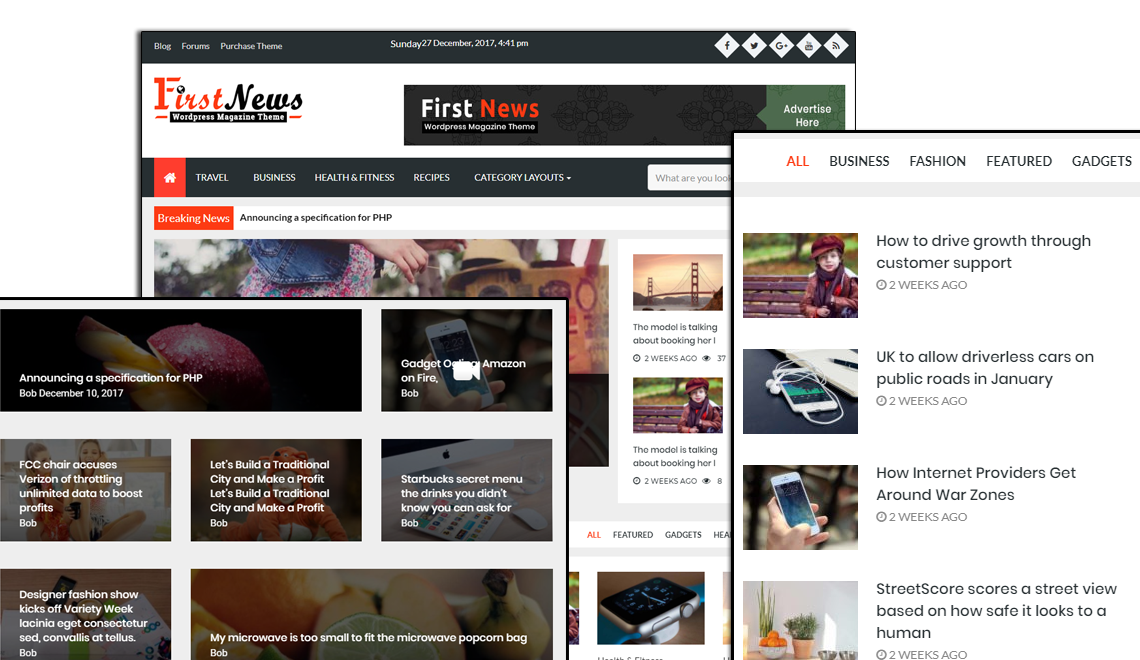 Blog Forums Purchase Theme
Sunday27 December, 2017, 4:41 pm
FirstNews
Wordpress Magazine Theme
First News
Wordpress Magazine Theme
Advertise
Here
TRAVEL BUSINESS HEALTH & FITNESS RECIPES CATEGORY LAYOUTS
What are you look
Breaking News Announcing a specification for PHP
The model is talking
about booking her l
2 WEEKS AGO 37
The model is talking
about booking her l
2 WEEKS AGO 8
ALL FEATURED GADGETS HEA
Health & Fitness
Announcing a specification for PHP
Bob December 10, 2017
Gadget Ogling: Amazon
on Fire,
Bob
FCC chair accuses
Verizon of throttling
unlimited data to boost
profits
Bob
Let's Build a Traditional
City and Make a Profit
Let's Build a Traditional
City and Make a Profit
Bob
Starbucks secret menu
the drinks you didn't
know you can ask for
Bob
Designer fashion show
kicks off Variety Week
lacinia eget consectetur
sed, convallis at tellus.
Bob
My microwave is too small to fit the microwave popcorn bag
Bob
ALL BUSINESS FASHION FEATURED GADGETS
How to drive growth through
customer support
2 WEEKS AGO
UK to allow driverless cars on
public roads in January
2 WEEKS AGO
How Internet Providers Get
Around War Zones
2 WEEKS AGO
StreetScore scores a street view
based on how safe it looks to a
human
2 WEEKS AGO